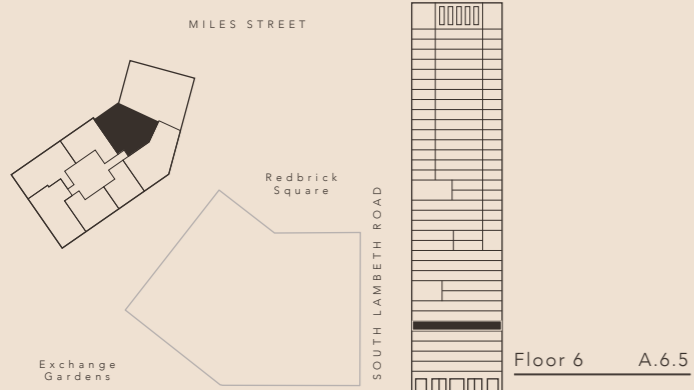 MILES STREET
Redbrick
Square
SOUTH LAMBETH ROAD
Floor 6 A.6.5
Exchange
Gardens